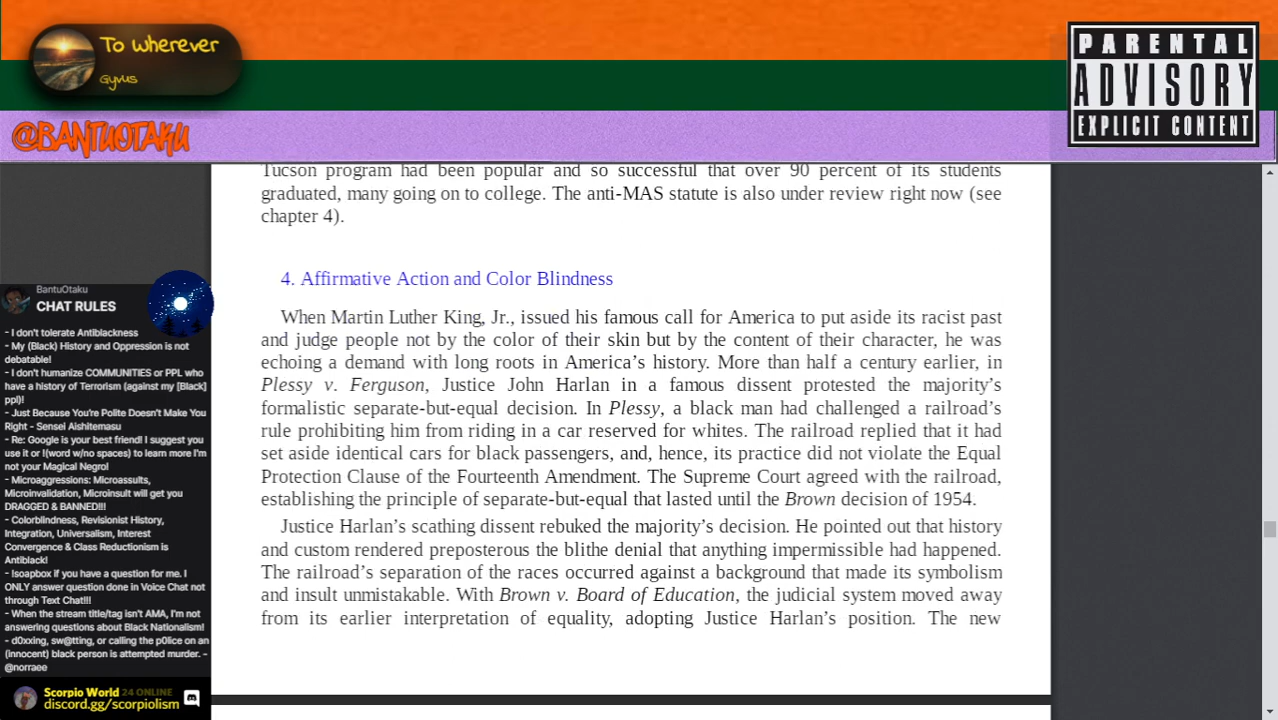 To wherever
Gyvus
PARENTAL
ADVISORY
EXPLICIT CONTENT
@BANTUOTAKU
Tucson program had been popular and so successful that over 90 percent of its students
graduated, many going on to college. The anti-MAS statute is also under review right now (see
chapter 4).
4. Affirmative Action and Color Blindness
When Martin Luther King, Jr., issued his famous call for America to put aside its racist past
and judge people not by the color of their skin but by the content of their character, he was
echoing a demand with long roots in America's history. More than half a century earlier, in
Plessy v. Ferguson, Justice John Harlan in a famous dissent protested the majority's
formalistic separate-but-equal decision. In Plessy, a black man had challenged a railroad's
rule prohibiting him from riding in a car reserved for whites. The railroad replied that it had
set aside identical cars for black passengers, and, hence, its practice did not violate the Equal
Protection Clause of the Fourteenth Amendment. The Supreme Court agreed with the railroad,
establishing the principle of separate-but-equal that lasted until the Brown decision of 1954.
Justice Harlan's scathing dissent rebuked the majority's decision. He pointed out that history
and custom rendered preposterous the blithe denial that anything impermissible had happened.
The railroad's separation of the races occurred against a background that made its symbolism
and insult unmistakable. With Brown v. Board of Education, the judicial system moved away
from its earlier interpretation of equality, adopting Justice Harlan's position. The new
BantuOtaku
CHAT RULES
- I don't tolerate Antiblackness
- My (Black) History and Oppression is not
debatable!
- I don't humanize COMMUNITIES or PPL who
have a history of Terrorism (against my [Black]
ppl)!
- Just Because You're Polite Doesn't Make You
Right - Sensei Aishitemasu
- Re: Google is your best friend! I suggest you
use it or !(word w/no spaces) to learn more I'm
not your Magical Negro!
- Microaggressions: Microassults,
Microinvalidation, Microinsult will get you
DRAGGED & BANNED!!!
- Colorblindness, Revisionist History,
Integration, Universalism, Interest
Convergence & Class Reductionism is
Antiblack!
- !soapbox if you have a question for me. I
ONLY answer question done in Voice Chat not
through Text Chat!!!
- When the stream title/tag isn't AMA, I'm not
answering questions about Black Nationalism!
- d0xxing, sw@tting, or calling the p0lice on an
(innocent) black person is attempted murder. -
@norraee
Scorpio World 24 ONLINE
discord.gg/scorpiolism